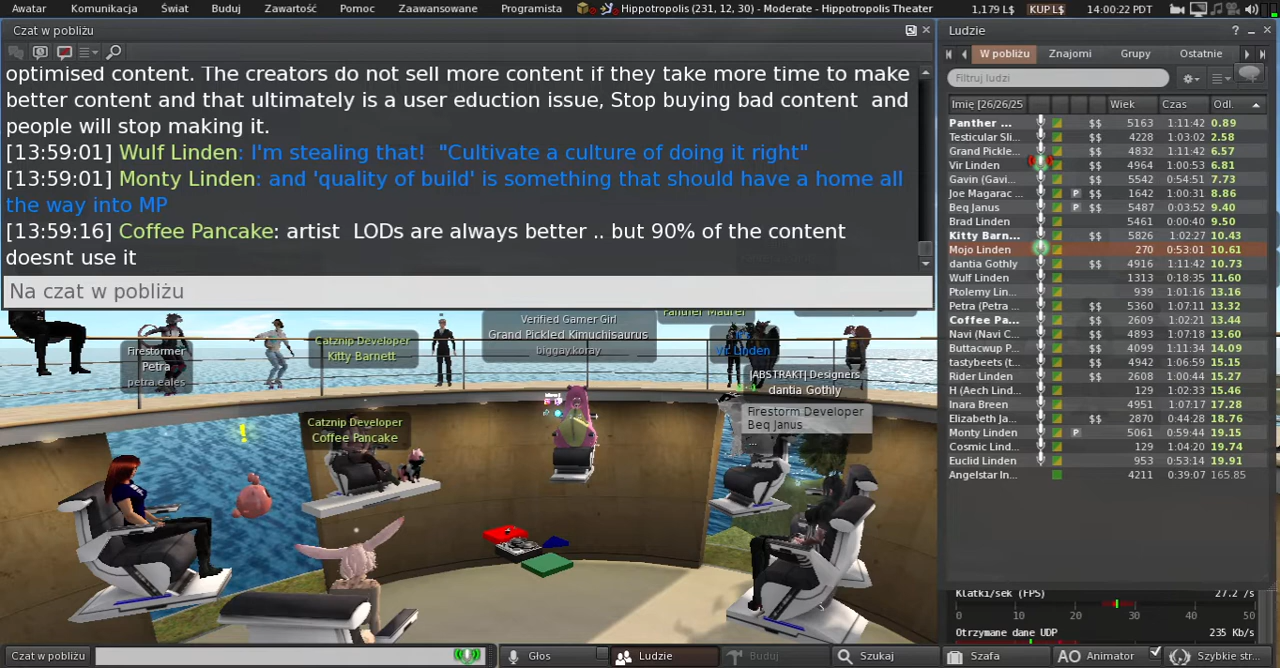 Awatar Komunikacja Świat Buduj Zawartość Pomoc Zaawansowane Programista Hippotropolis (231, 12, 30) - Moderate - Hippotropolis Theater 1,179 L$ KUP L$ 14:00:22 PDT
Czat w pobliżu
optimised content. The creators do not sell more content if they take more time to make
better content and that ultimately is a user eduction issue, Stop buying bad content and
people will stop making it.
[13:59:01] Wulf Linden: I'm stealing that! "Cultivate a culture of doing it right"
[13:59:01] Monty Linden: and 'quality of build' is something that should have a home all
the way into MP
[13:59:16] Coffee Pancake: artist LODs are always better .. but 90% of the content
doesnt use it
Na czat w pobliżu
Firestormer
Petra
petra.eales
Catznip Developer
Kitty Barnett
Verified Gamer Girl
Grand Pickled Kimuchisaurus
biggay.koray
Panther Maurer
Vir Linden
|ABSTRAKT| Designers
dantia Gothly
Firestorm Developer
Beq Janus
...
Catznip Developer
Coffee Pancake
Ludzie
W pobliżu Znajomi Grupy Ostatnie
Filtruj ludzi
Imię [26/26/25 Wiek Czas Odl.
Panther ... $$ 5163 1:11:42 0.89
Testicular Sli... $$ 4228 1:03:02 2.58
Grand Pickle... $$ 4832 1:11:42 6.57
Vir Linden 4964 1:00:53 6.81
Gavin (Gavi... $$ 5542 0:54:51 7.73
Joe Magarac ... P $$ 1642 1:00:31 8.86
Beq Janus P $$ 5487 0:03:52 9.40
Brad Linden 5461 0:00:40 9.50
Kitty Barn... $$ 5826 1:02:27 10.43
Mojo Linden 270 0:53:01 10.61
dantia Gothly $$ 4916 1:11:42 10.73
Wulf Linden 1313 0:18:35 11.60
Ptolemy Lin... 939 1:01:16 13.16
Petra (Petra ... $$ 5360 1:07:11 13.32
Coffee Pa... $$ 2609 1:02:21 13.44
Navi (Navi C... $$ 4893 1:07:18 13.60
Buttacwup P... $$ 4899 1:11:34 14.09
tastybeets (t... $$ 4942 1:06:59 15.15
Rider Linden $$ 2608 1:00:44 15.27
H (Aech Lind... 129 1:02:33 15.46
Inara Breen 4951 1:07:17 17.28
Elizabeth Ja... $$ 2870 0:44:28 18.76
Monty Linden P 5061 0:59:44 19.15
Cosmic Lind... 129 1:04:20 19.74
Euclid Linden 953 0:53:14 19.91
Angelstar In... 4211 0:39:07 165.85
Klatki/sek (FPS) 27.2 /s
0 10 20 30 40 50
Otrzymane dane UDP 235 Kb/s
Czat w pobliżu Głos Ludzie Buduj Szukaj Szafa AO Animator Szybkie str...